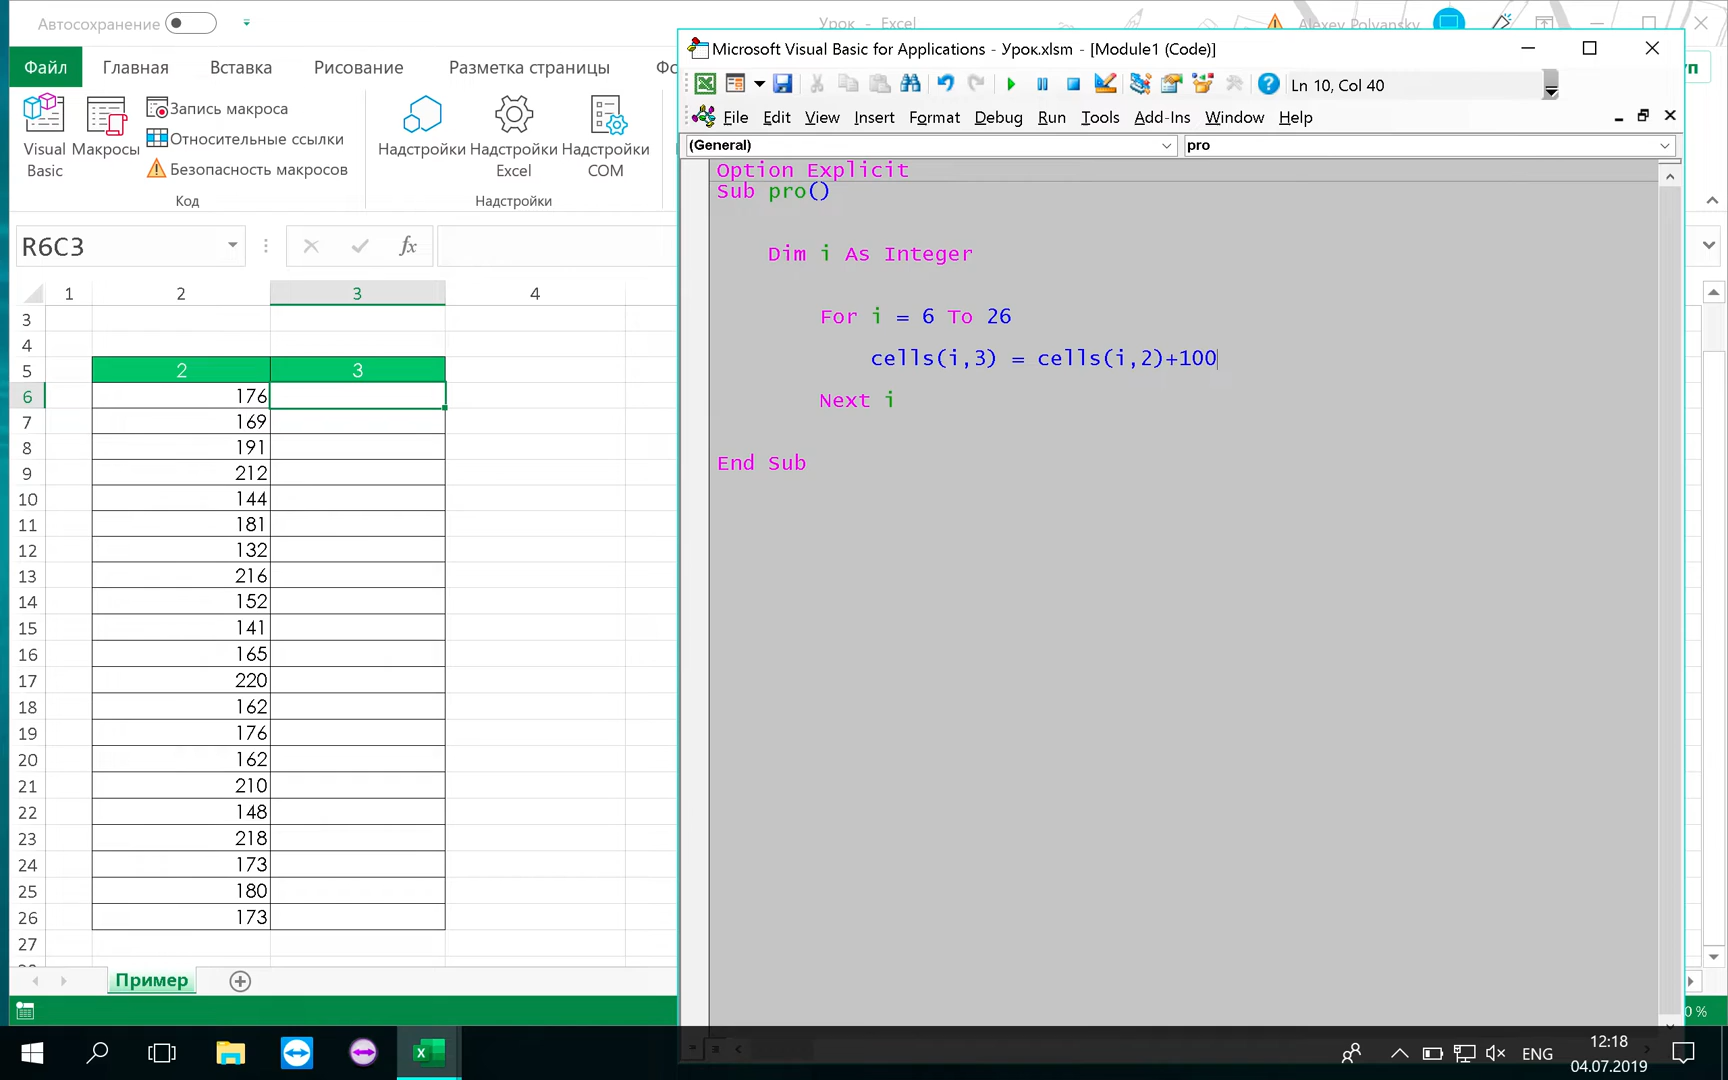 Автосохранение
Урок - Excel
Alexey Polyansky
Файл
Главная
Вставка
Рисование
Разметка страницы
Фо
Visual Basic
Макросы
Запись макроса
Относительные ссылки
Безопасность макросов
Код
Надстройки
Надстройки Excel
Надстройки COM
Надстройки
R6C3
fx
1 2 3 4
3
4
5 2 3
6 176
7 169
8 191
9 212
10 144
11 181
12 132
13 216
14 152
15 141
16 165
17 220
18 162
19 176
20 162
21 210
22 148
23 218
24 173
25 180
26 173
27
Пример
Microsoft Visual Basic for Applications - Урок.xlsm - [Module1 (Code)]
Ln 10, Col 40
File Edit View Insert Format Debug Run Tools Add-Ins Window Help
(General)
pro
Option Explicit
Sub pro()
Dim i As Integer
For i = 6 To 26
cells(i,3) = cells(i,2)+100
Next i
End Sub
0 %
ENG
12:18
04.07.2019